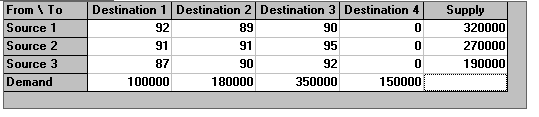 From \ To Destination 1 Destination 2 Destination 3 Destination 4 Supply
Source 1 92 89 90 0 320000
Source 2 91 91 95 0 270000
Source 3 87 90 92 0 190000
Demand 100000 180000 350000 150000